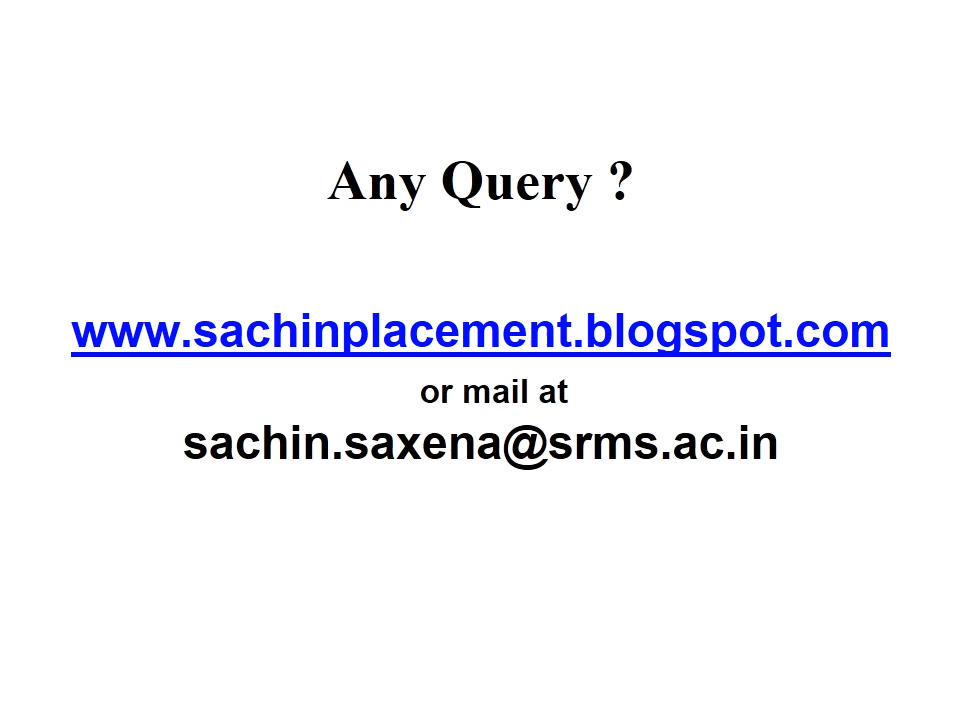 Any Query ?
www.sachinplacement.blogspot.com
or mail at
sachin.saxena@srms.ac.in